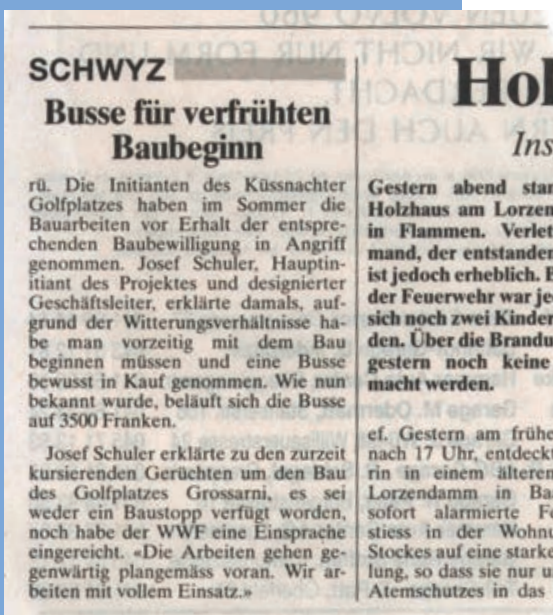 SCHWYZ
Busse für verfrühten
Baubeginn
rü. Die Initianten des Küssnachter
Golfplatzes haben im Sommer die
Bauarbeiten vor Erhalt der entspre-
chenden Baubewilligung in Angriff
genommen. Josef Schuler, Hauptin-
itiant des Projektes und designierter
Geschäftsleiter, erklärte damals, auf-
grund der Witterungsverhältnisse ha-
be man vorzeitig mit dem Bau
beginnen müssen und eine Busse
bewusst in Kauf genommen. Wie nun
bekannt wurde, beläuft sich die Busse
auf 3500 Franken.
Josef Schuler erklärte zu den zurzeit
kursierenden Gerüchten um den Bau
des Golfplatzes Grossarni, es sei
weder ein Baustopp verfügt worden,
noch habe der WWF eine Einsprache
eingereicht. «Die Arbeiten gehen ge-
genwärtig plangemäss voran. Wir ar-
beiten mit vollem Einsatz.»
Hol
Ins
Gestern abend stan
Holzhaus am Lorzen
in Flammen. Verlet
mand, der entstanden
ist jedoch erheblich. B
der Feuerwehr war je
sich noch zwei Kinder
den. Über die Brandu
gestern noch keine
macht werden.
ef. Gestern am frühe
nach 17 Uhr, entdeckt
rin in einem älteren
Lorzendamm in Ba
sofort alarmierte Fe
stiess in der Wohnu
Stockes auf eine starke
lung, so dass sie nur u
Atemschutzes in das